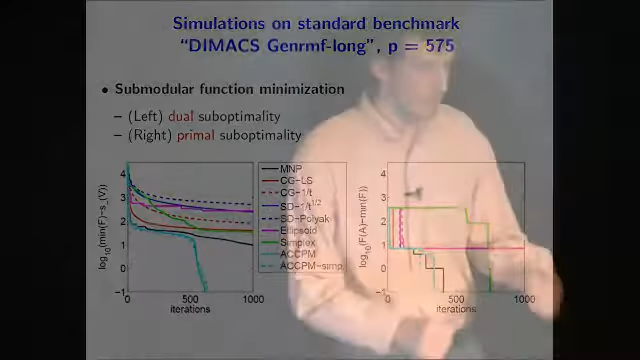 Simulations on standard benchmark
"DIMACS Genrmf-long", p = 575
• Submodular function minimization
– (Left) dual suboptimality
– (Right) primal suboptimality
log10(min(F)−s_(V))
4
3
2
1
0
−1
0
500
1000
iterations
MNP
CG−LS
CG−1/t
SD−1/t^1/2
SD−Polyak
Ellipsoid
Simplex
ACCPM
ACCPM−simp.
log10(F(A)−min(F))
4
3
2
1
0
−1
0
500
1000
iterations